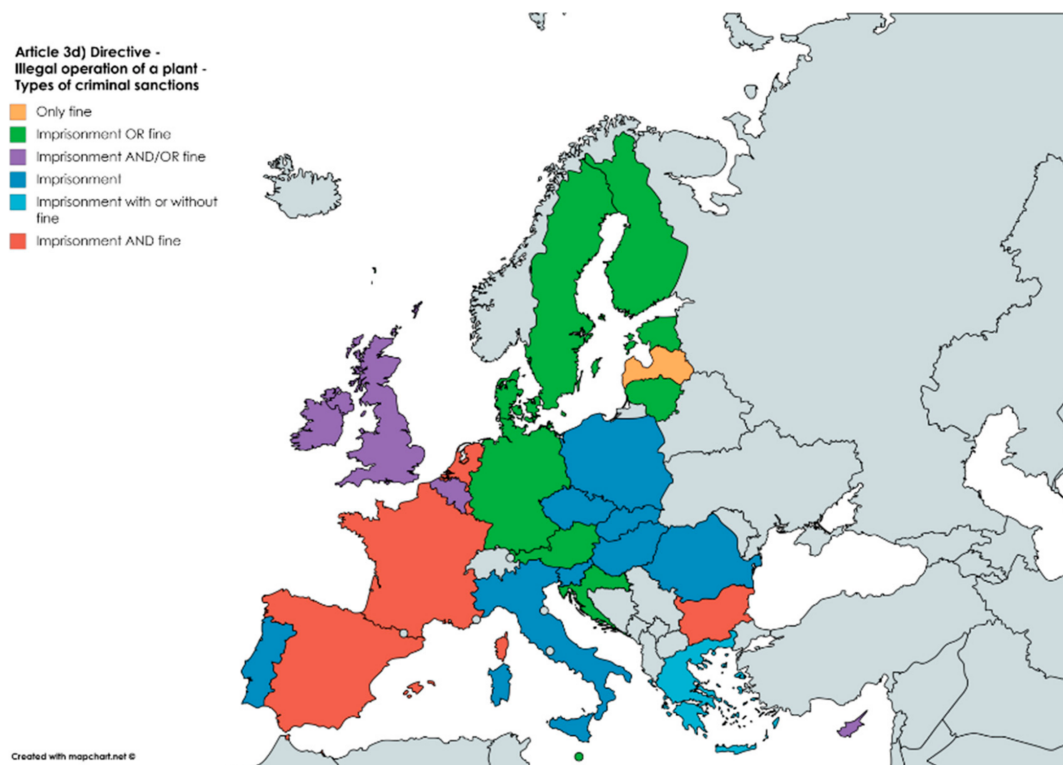 Article 3d) Directive -
Illegal operation of a plant -
Types of criminal sanctions
Only fine
Imprisonment OR fine
Imprisonment AND/OR fine
Imprisonment
Imprisonment with or without
fine
Imprisonment AND fine
Created with mapchart.net ©